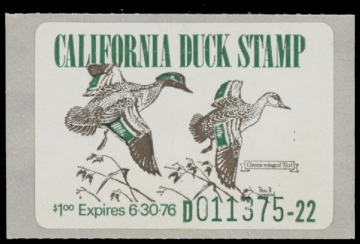 CALIFORNIA DUCK STAMP
Green-winged Teal
$1.00 Expires 6-30-76 D011375-22